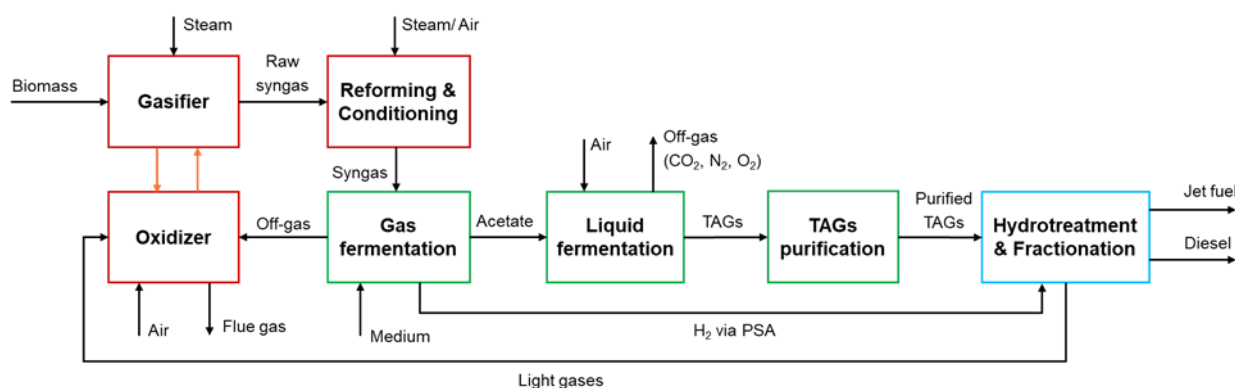 Steam
Steam/ Air
Biomass
Gasifier
Raw
syngas
Reforming &
Conditioning
Syngas
Air
Off-gas
(CO₂, N₂, O₂)
Oxidizer
Off-gas
Gas
fermentation
Acetate
Liquid
fermentation
TAGs
TAGs
purification
Purified
TAGs
Hydrotreatment
& Fractionation
Jet fuel
Diesel
Air
Flue gas
Medium
H₂ via PSA
Light gases